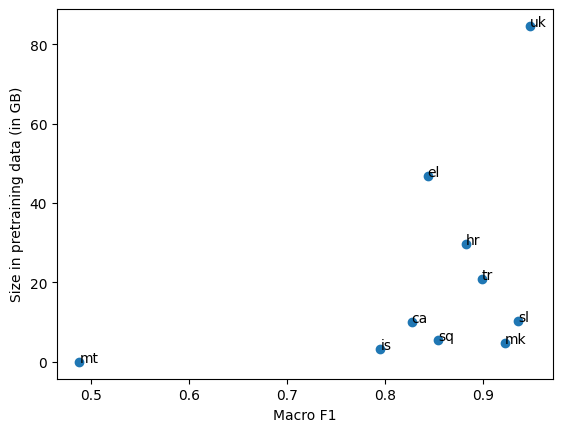 uk
80
60
el
40
hr
tr
20
ca
sl
sq
mk
is
mt
0
0.5 0.6 0.7 0.8 0.9
Macro F1
Size in pretraining data (in GB)